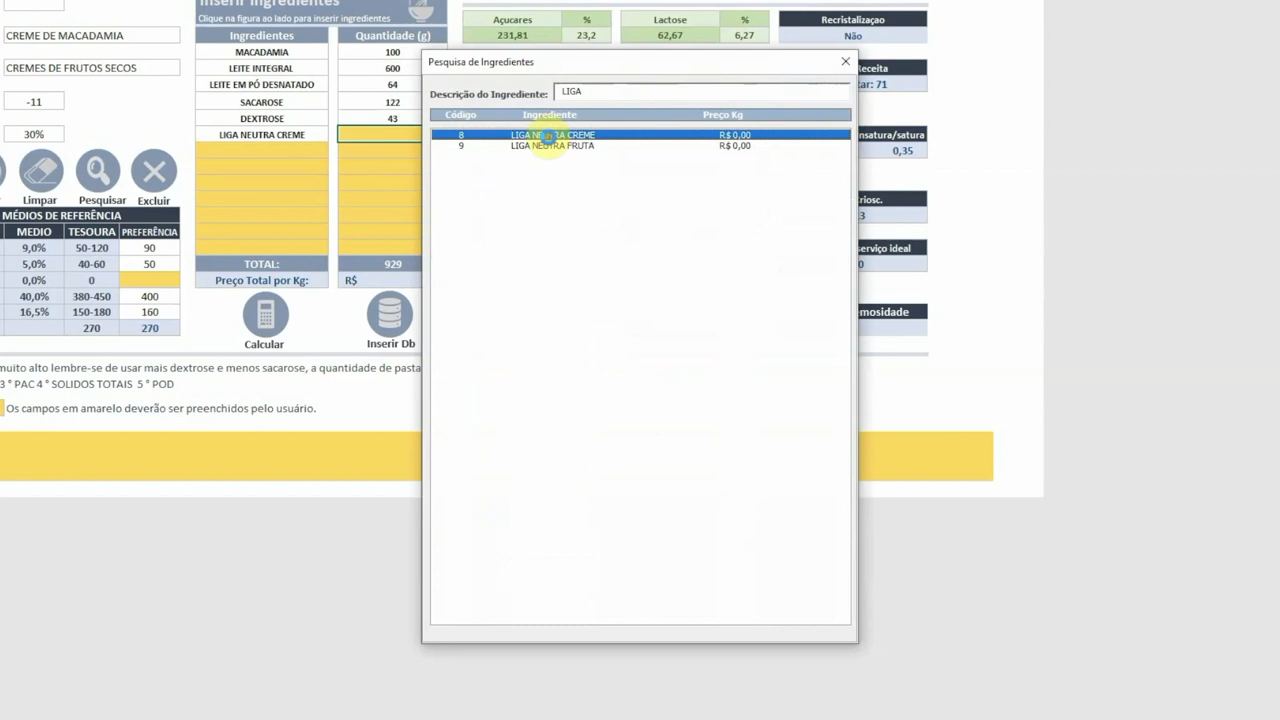 Inserir Ingredientes
Clique na figura ao lado para inserir ingredientes
CREME DE MACADAMIA
CREMES DE FRUTOS SECOS
-11
30%
Limpar
Pesquisar
Excluir
MÉDIOS DE REFERÊNCIA
MEDIO TESOURA PREFERÊNCIA
9,0% 50-120 90
5,0% 40-60 50
0,0% 0
40,0% 380-450 400
16,5% 150-180 160
270 270
Ingredientes Quantidade (g)
MACADAMIA 100
LEITE INTEGRAL 600
LEITE EM PÓ DESNATADO 64
SACAROSE 122
DEXTROSE 43
LIGA NEUTRA CREME
TOTAL: 929
Preço Total por Kg: R$
Calcular
Inserir Db
Açucares % Lactose %
231,81 23,2 62,67 6,27
Recristalizaçao
Não
Receita
tar: 71
nsatura/satura
0,35
riosc.
3
serviço ideal
0
emosidade
Pesquisa de Ingredientes
Descrição do Ingrediente: LIGA
Código Ingrediente Preço Kg
8 LIGA NEUTRA CREME R$ 0,00
9 LIGA NEUTRA FRUTA R$ 0,00
muito alto lembre-se de usar mais dextrose e menos sacarose, a quantidade de pasta
3 ° PAC 4 ° SOLIDOS TOTAIS 5 ° POD
Os campos em amarelo deverão ser preenchidos pelo usuário.